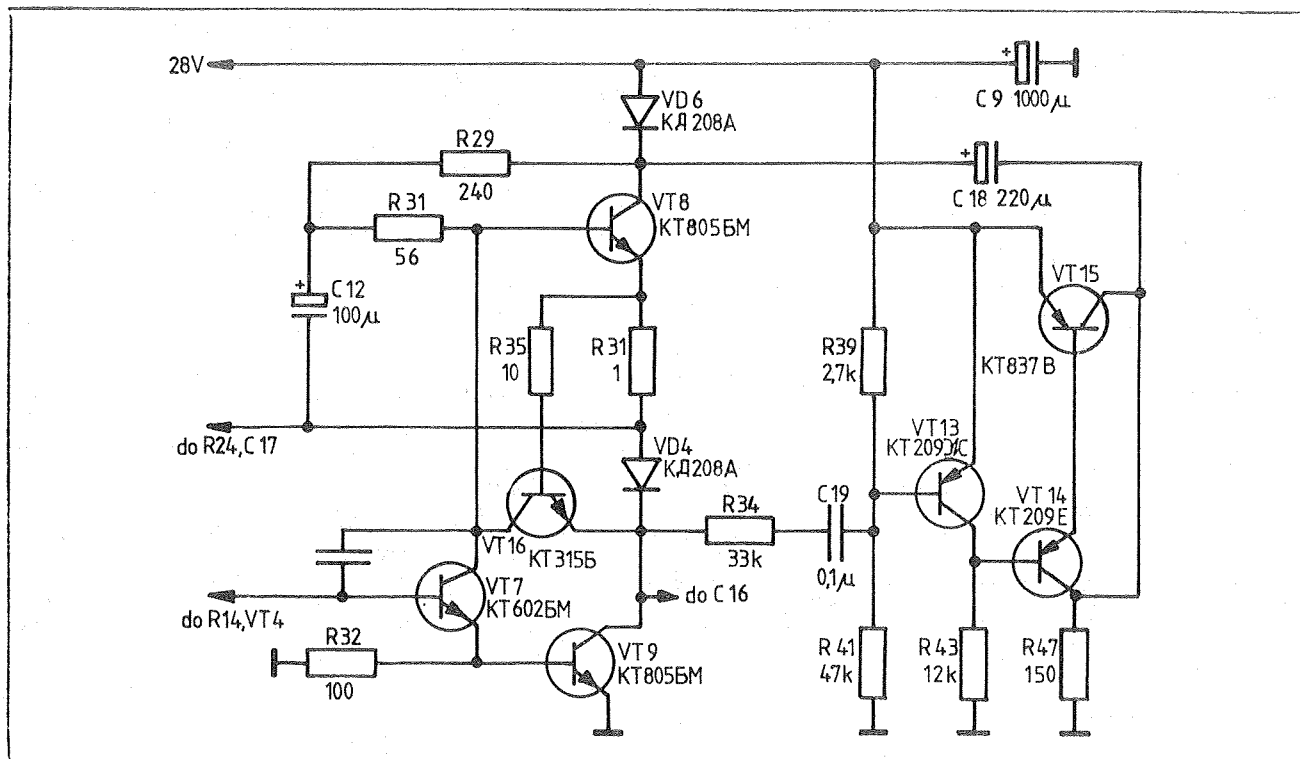 28V
VD6
КД208А
C9 1000µ
R29
240
C18 220µ
VT8
КТ805БМ
R31
56
C12
100µ
VT15
КТ837В
R35
10
R31
1
R39
2,7k
do R24,C17
VD4
КД208А
VT13
R34
33k
C19
0,1µ
VT14
КТ209Е
VT16
КТ315Б
VT7
КТ602БМ
do C16
do R14,VT4
R32
100
VT9
КТ805БМ
R41
47k
R43
12k
R47
150